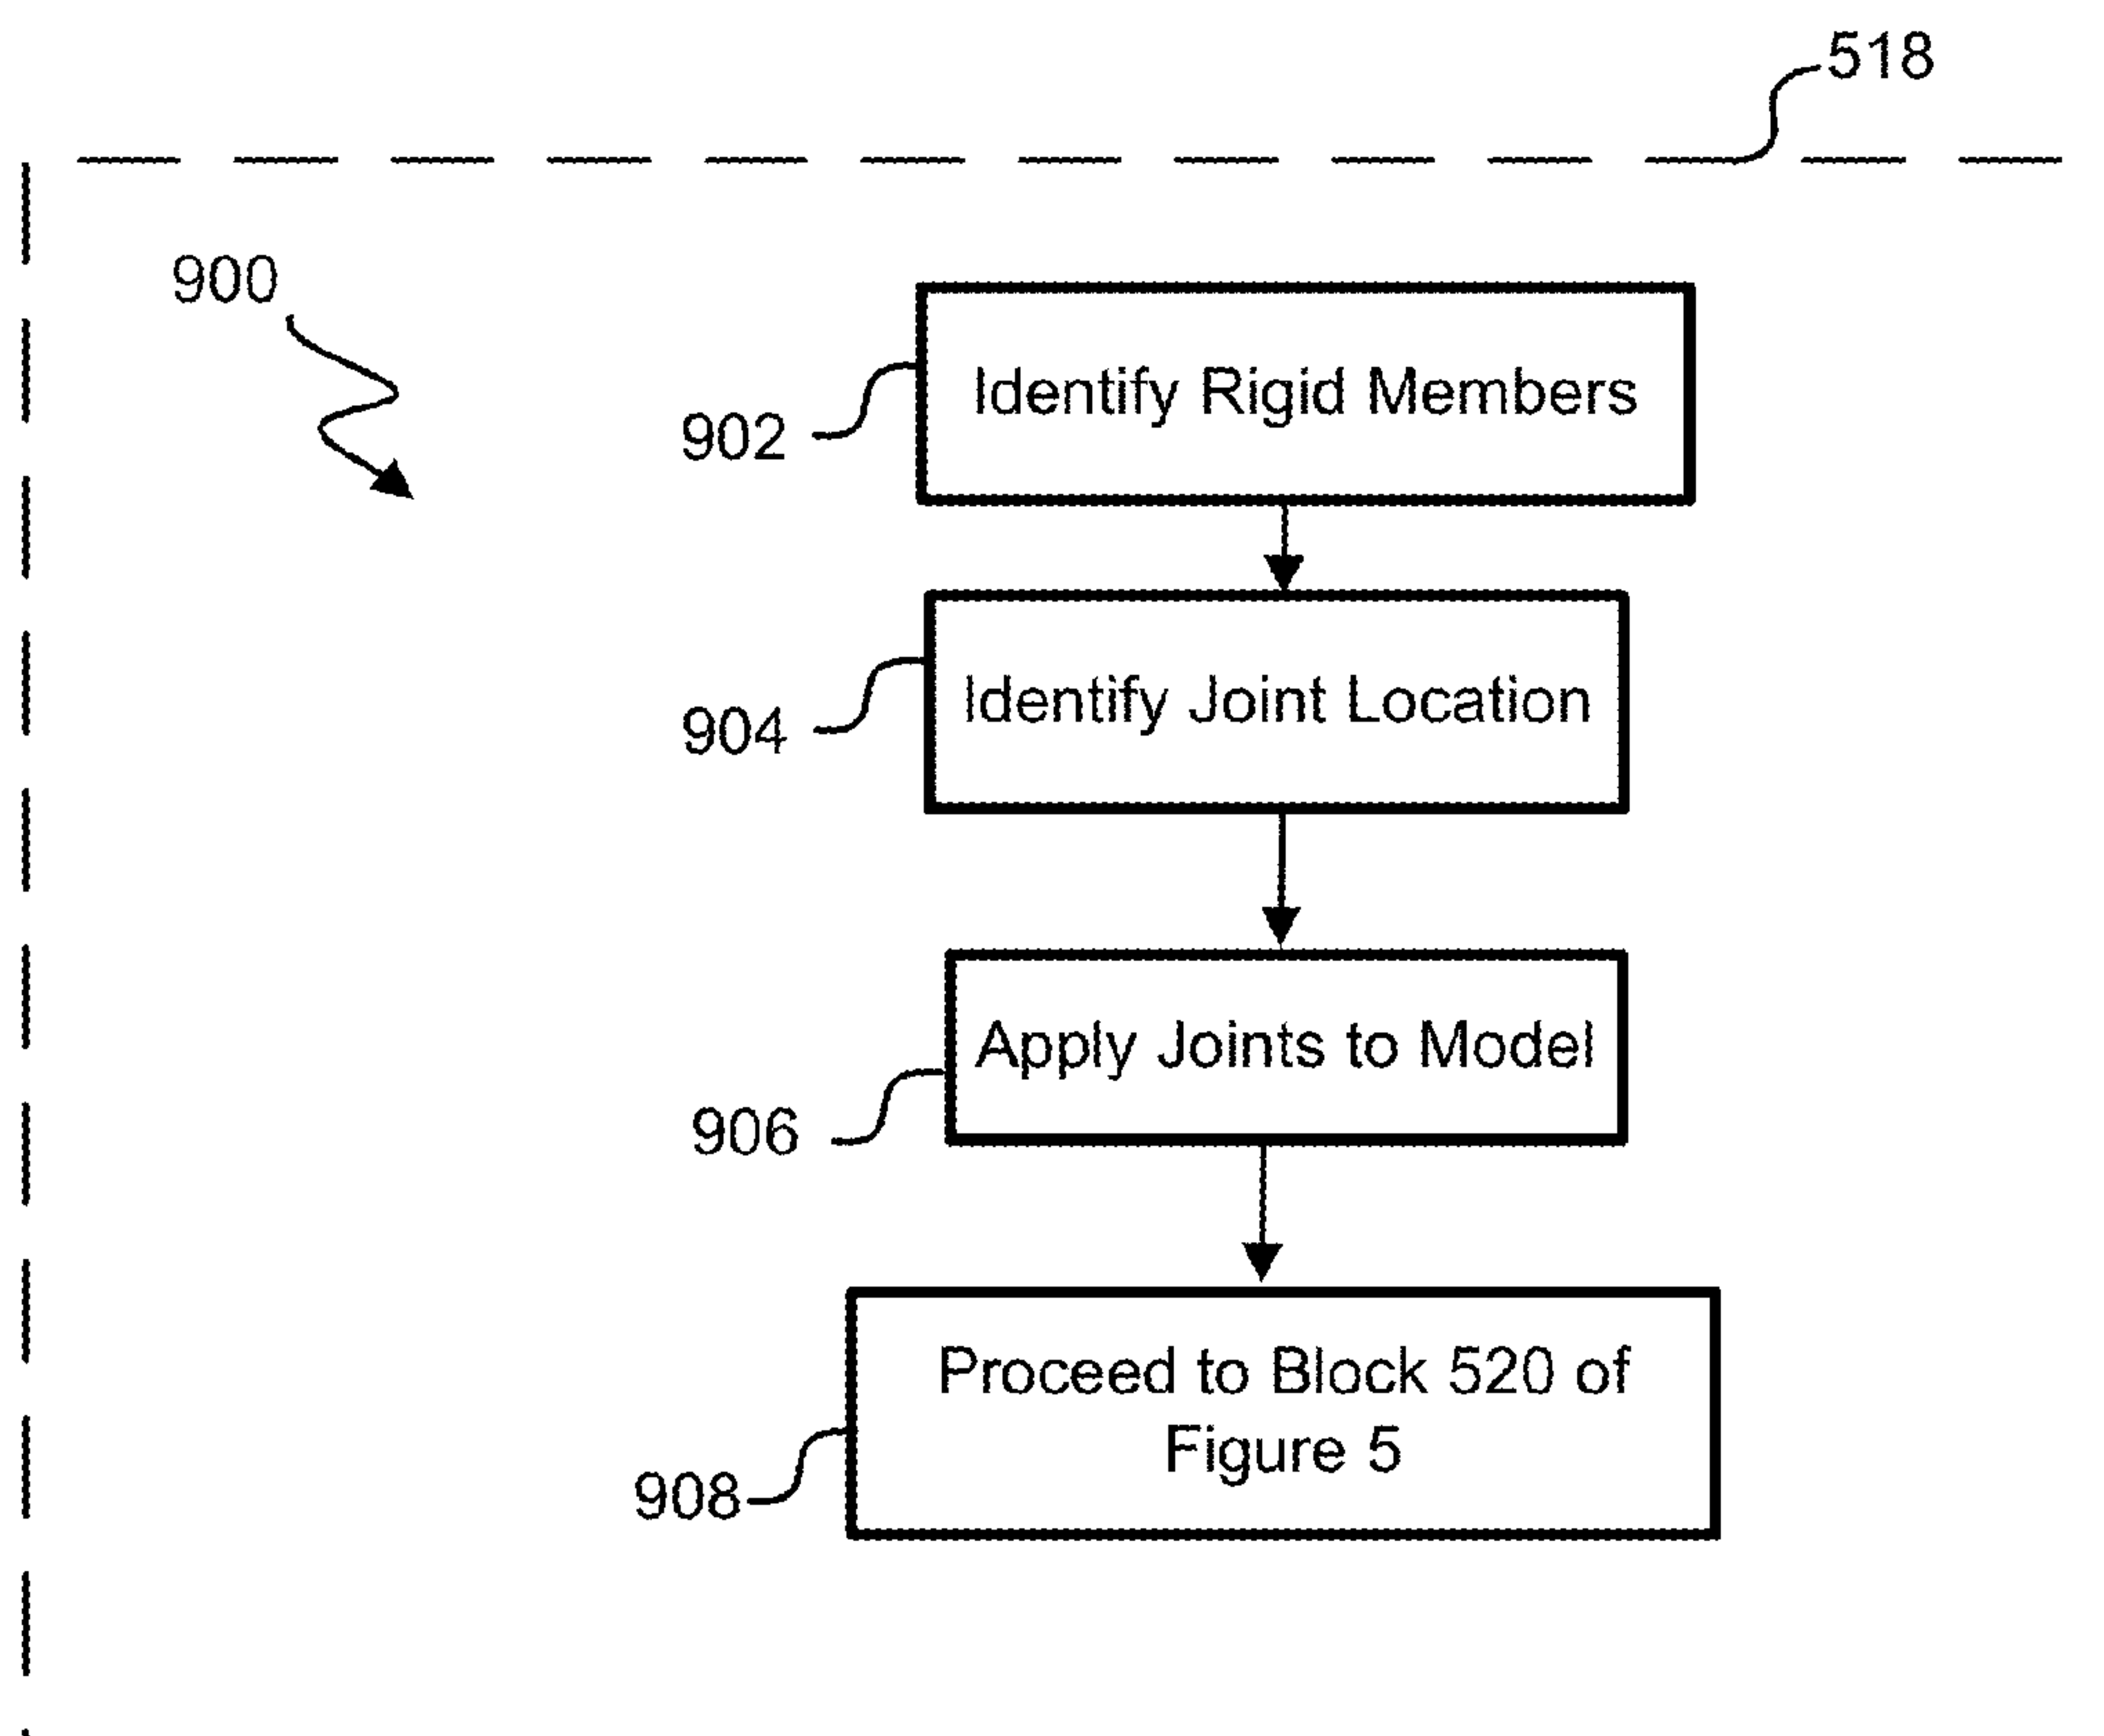 518
900
Identify Rigid Members
902
Identify Joint Location
904
Apply Joints to Model
906
Proceed to Block 520 of
Figure 5
908